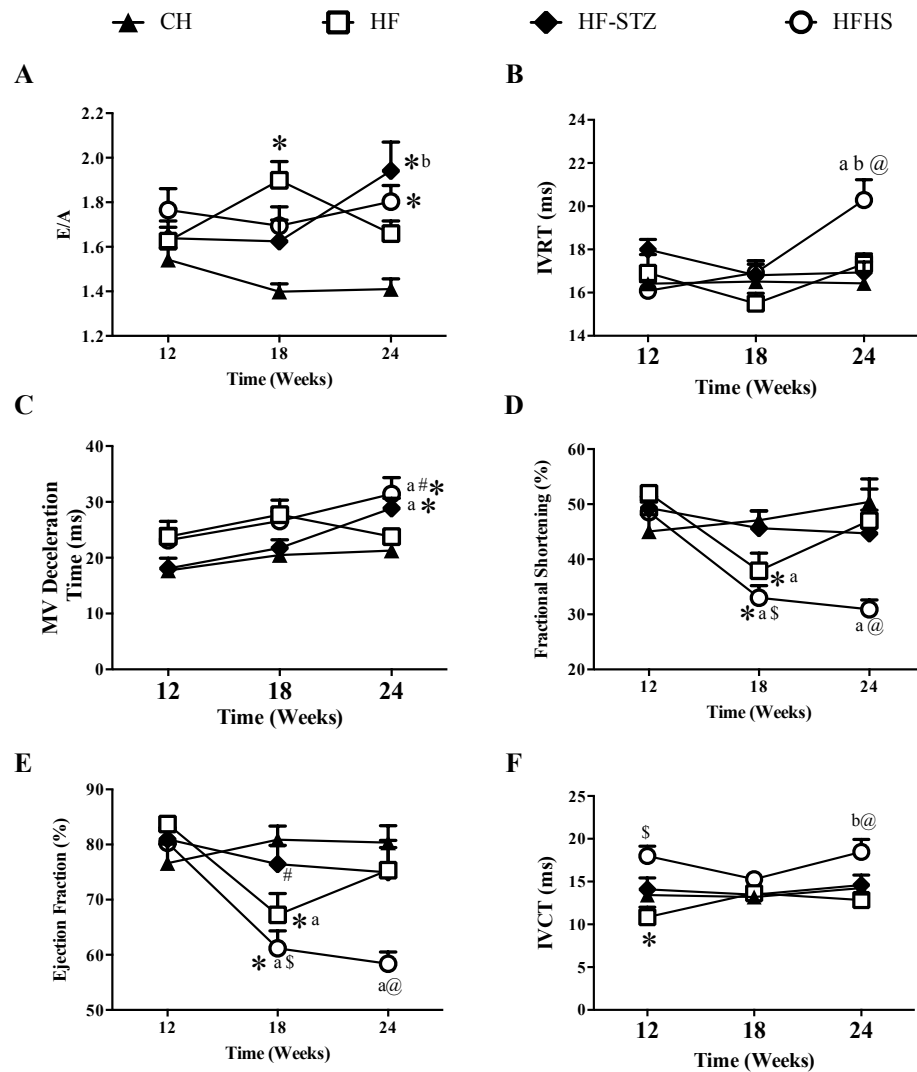 CH HF HF-STZ HFHS
A
E/A
2.2
2.0
1.8
1.6
1.4
1.2
*
* b
*
12 18 24
Time (Weeks)
B
IVRT (ms)
24
22
20
18
16
14
a b @
12 18 24
Time (Weeks)
C
MV Deceleration
Time (ms)
40
30
20
10
0
a # *
a *
12 18 24
Time (Weeks)
D
Fractional Shortening (%)
60
50
40
30
20
* a
* a $
a @
12 18 24
Time (Weeks)
E
Ejection Fraction (%)
90
80
70
60
50
#
* a
* a $
a@
12 18 24
Time (Weeks)
F
IVCT (ms)
25
20
15
10
5
0
$
b@
*
12 18 24
Time (Weeks)